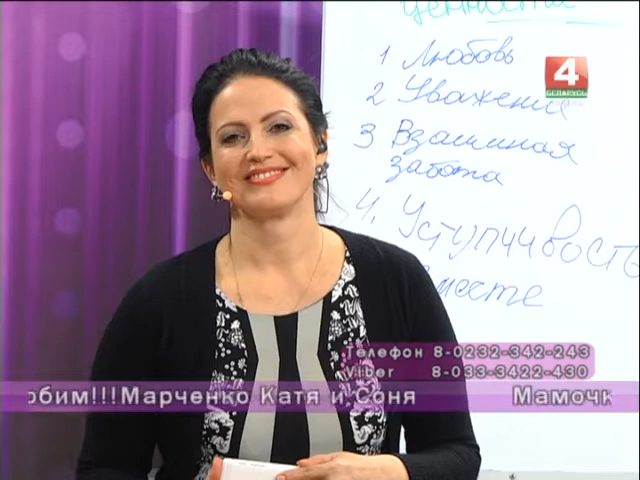 ценности
1 Любовь
4
БЕЛАРУСЬ
2 Уважение
3 Взаимная
забота
4. Уступчивость
вместе
Телефон 8-0232-342-243
Viber 8-033-3422-430
обим!!!Марченко Катя и Соня Мамочк